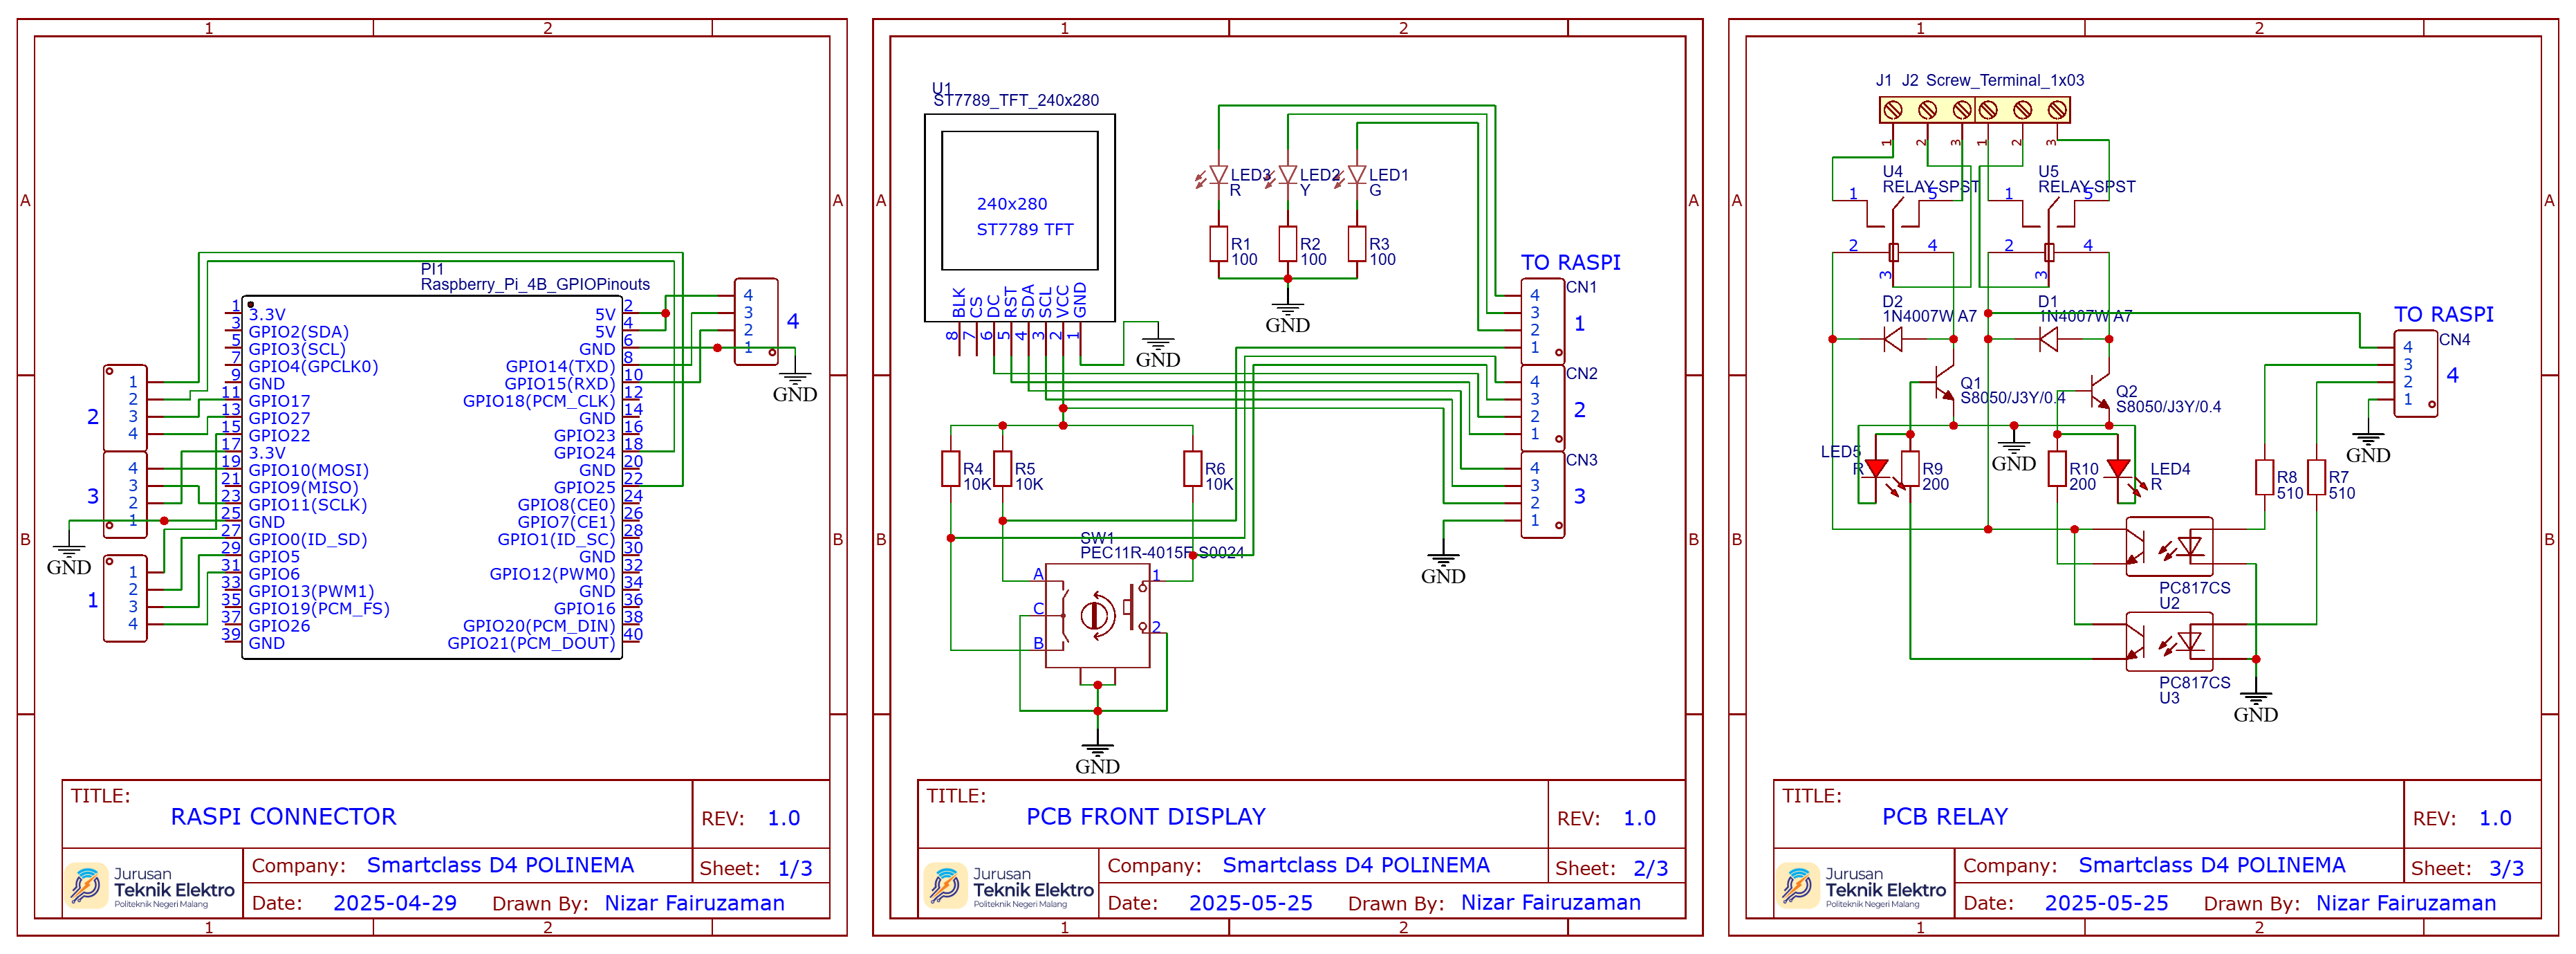 1
2
A
A
B
B
PI1
Raspberry_Pi_4B_GPIOPinouts
1
3.3V
3
GPIO2(SDA)
5
GPIO3(SCL)
7
GPIO4(GPCLK0)
9
GND
11
GPIO17
13
GPIO27
15
GPIO22
17
3.3V
19
GPIO10(MOSI)
21
GPIO9(MISO)
23
GPIO11(SCLK)
25
GND
27
GPIO0(ID_SD)
29
GPIO5
31
GPIO6
33
GPIO13(PWM1)
35
GPIO19(PCM_FS)
37
GPIO26
39
GND
2
5V
4
5V
6
GND
8
GPIO14(TXD)
10
GPIO15(RXD)
12
GPIO18(PCM_CLK)
14
GND
16
GPIO23
18
GPIO24
20
GND
22
GPIO25
24
GPIO8(CE0)
26
GPIO7(CE1)
28
GPIO1(ID_SC)
30
GND
32
GPIO12(PWM0)
34
GND
36
GPIO16
38
GPIO20(PCM_DIN)
40
GPIO21(PCM_DOUT)
4
3
2
1
4
GND
2
1
2
3
4
3
4
3
2
1
GND
1
1
2
3
4
TITLE:
RASPI CONNECTOR
REV: 1.0
Jurusan
Teknik Elektro
Politeknik Negeri Malang
Company: Smartclass D4 POLINEMA
Sheet: 1/3
Date: 2025-04-29
Drawn By: Nizar Fairuzaman
1
2
1
2
A
A
B
B
U1
ST7789_TFT_240x280
240x280
ST7789 TFT
BLK
CS
DC
RST
SDA
SCL
VCC
GND
8
7
6
5
4
3
2
1
GND
LED3
R
LED2
Y
LED1
G
R1
100
R2
100
R3
100
GND
TO RASPI
CN1
4
3
2
1
1
CN2
4
3
2
1
2
CN3
4
3
2
1
3
GND
R4
10K
R5
10K
R6
10K
SW1
PEC11R-4015F-S0024
A
C
B
1
2
GND
TITLE:
PCB FRONT DISPLAY
REV: 1.0
Jurusan
Teknik Elektro
Politeknik Negeri Malang
Company: Smartclass D4 POLINEMA
Sheet: 2/3
Date: 2025-05-25
Drawn By: Nizar Fairuzaman
1
2
1
2
A
A
B
B
J1 J2 Screw_Terminal_1x03
1
2
3
1
2
3
U4
RELAY-SPST
1
5
2
4
3
U5
RELAY-SPST
1
5
2
4
3
D2
1N4007W A7
D1
1N4007W A7
Q1
S8050/J3Y/0.4
Q2
S8050/J3Y/0.4
LED5
R
R9
200
GND
R10
200
LED4
R
PC817CS
U2
PC817CS
U3
GND
R8
510
R7
510
TO RASPI
CN4
4
3
2
1
4
GND
TITLE:
PCB RELAY
REV: 1.0
Jurusan
Teknik Elektro
Politeknik Negeri Malang
Company: Smartclass D4 POLINEMA
Sheet: 3/3
Date: 2025-05-25
Drawn By: Nizar Fairuzaman
1
2